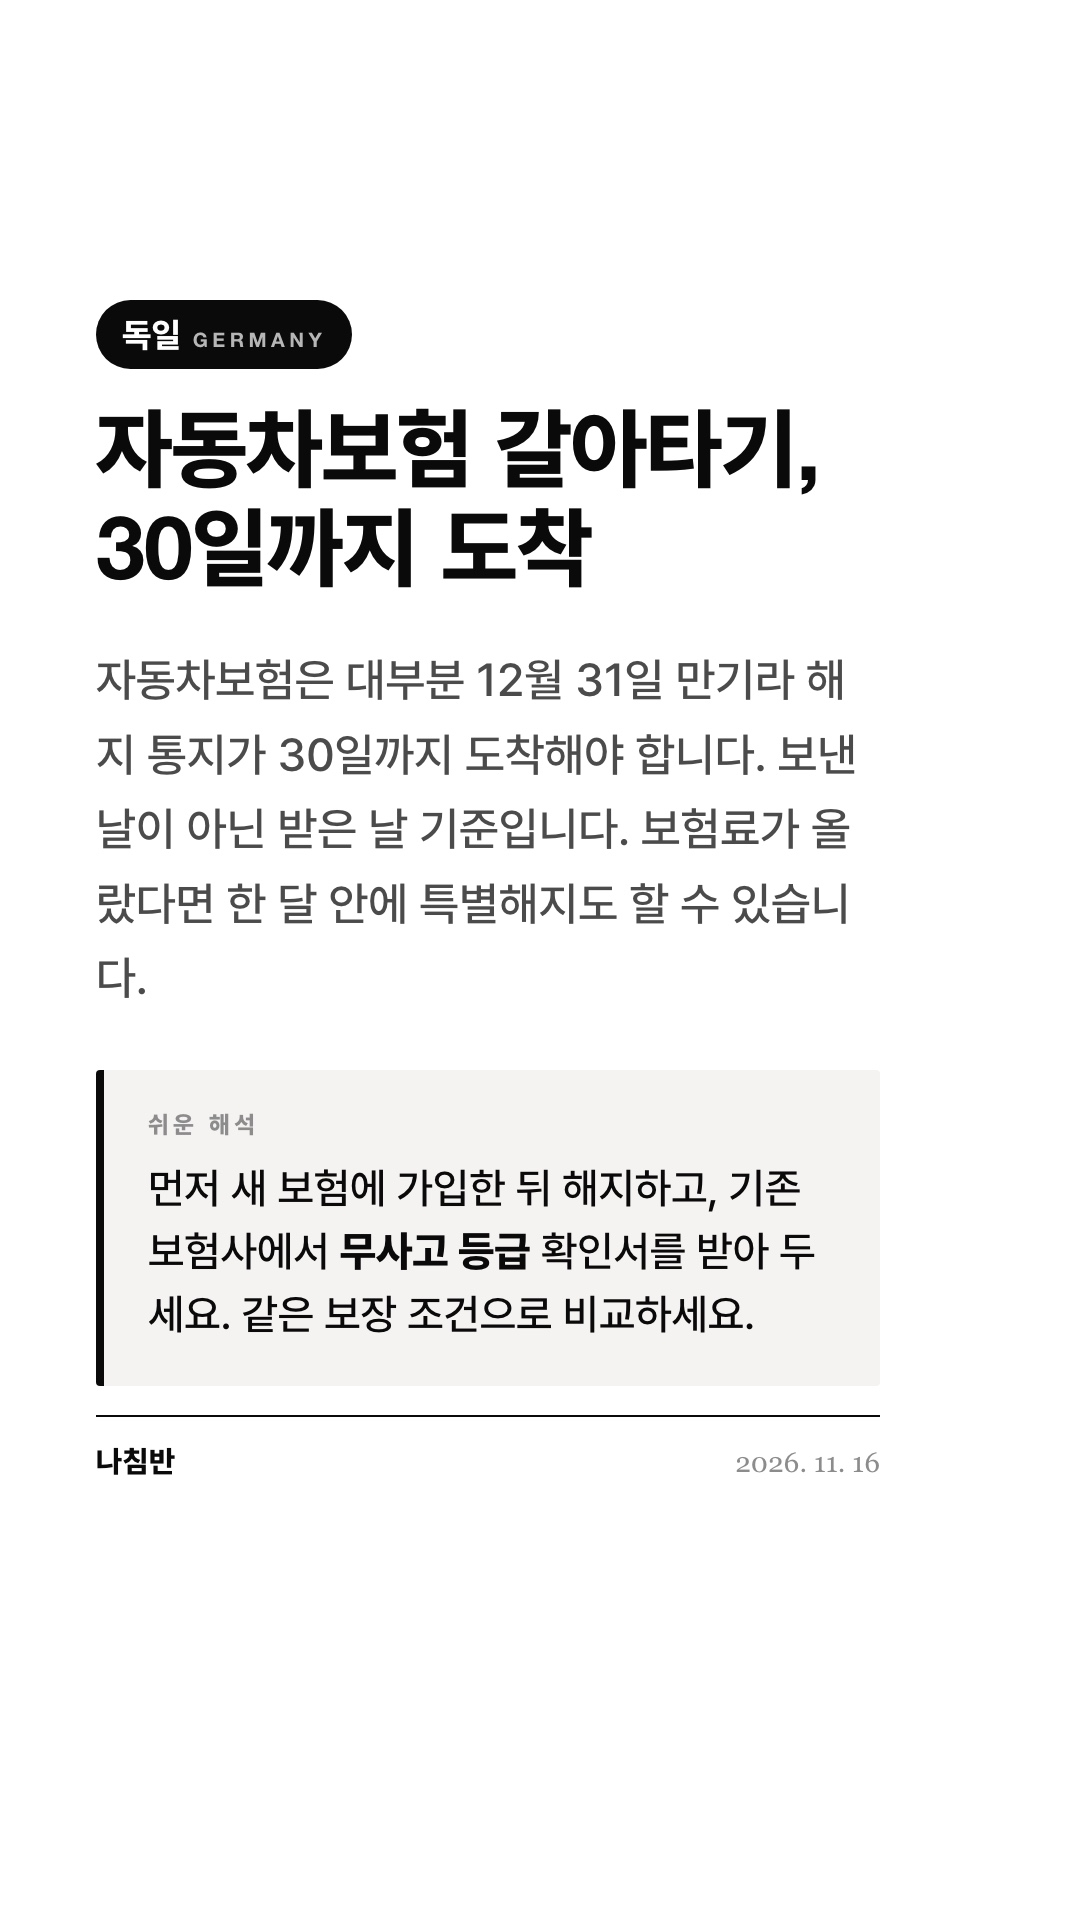 독일 GERMANY
자동차보험 갈아타기,
30일까지 도착
자동차보험은 대부분 12월 31일 만기라 해
지 통지가 30일까지 도착해야 합니다. 보낸
날이 아닌 받은 날 기준입니다. 보험료가 올
랐다면 한 달 안에 특별해지도 할 수 있습니
다.
쉬운 해석
먼저 새 보험에 가입한 뒤 해지하고, 기존
보험사에서 무사고 등급 확인서를 받아 두
세요. 같은 보장 조건으로 비교하세요.
나침반
2026. 11. 16